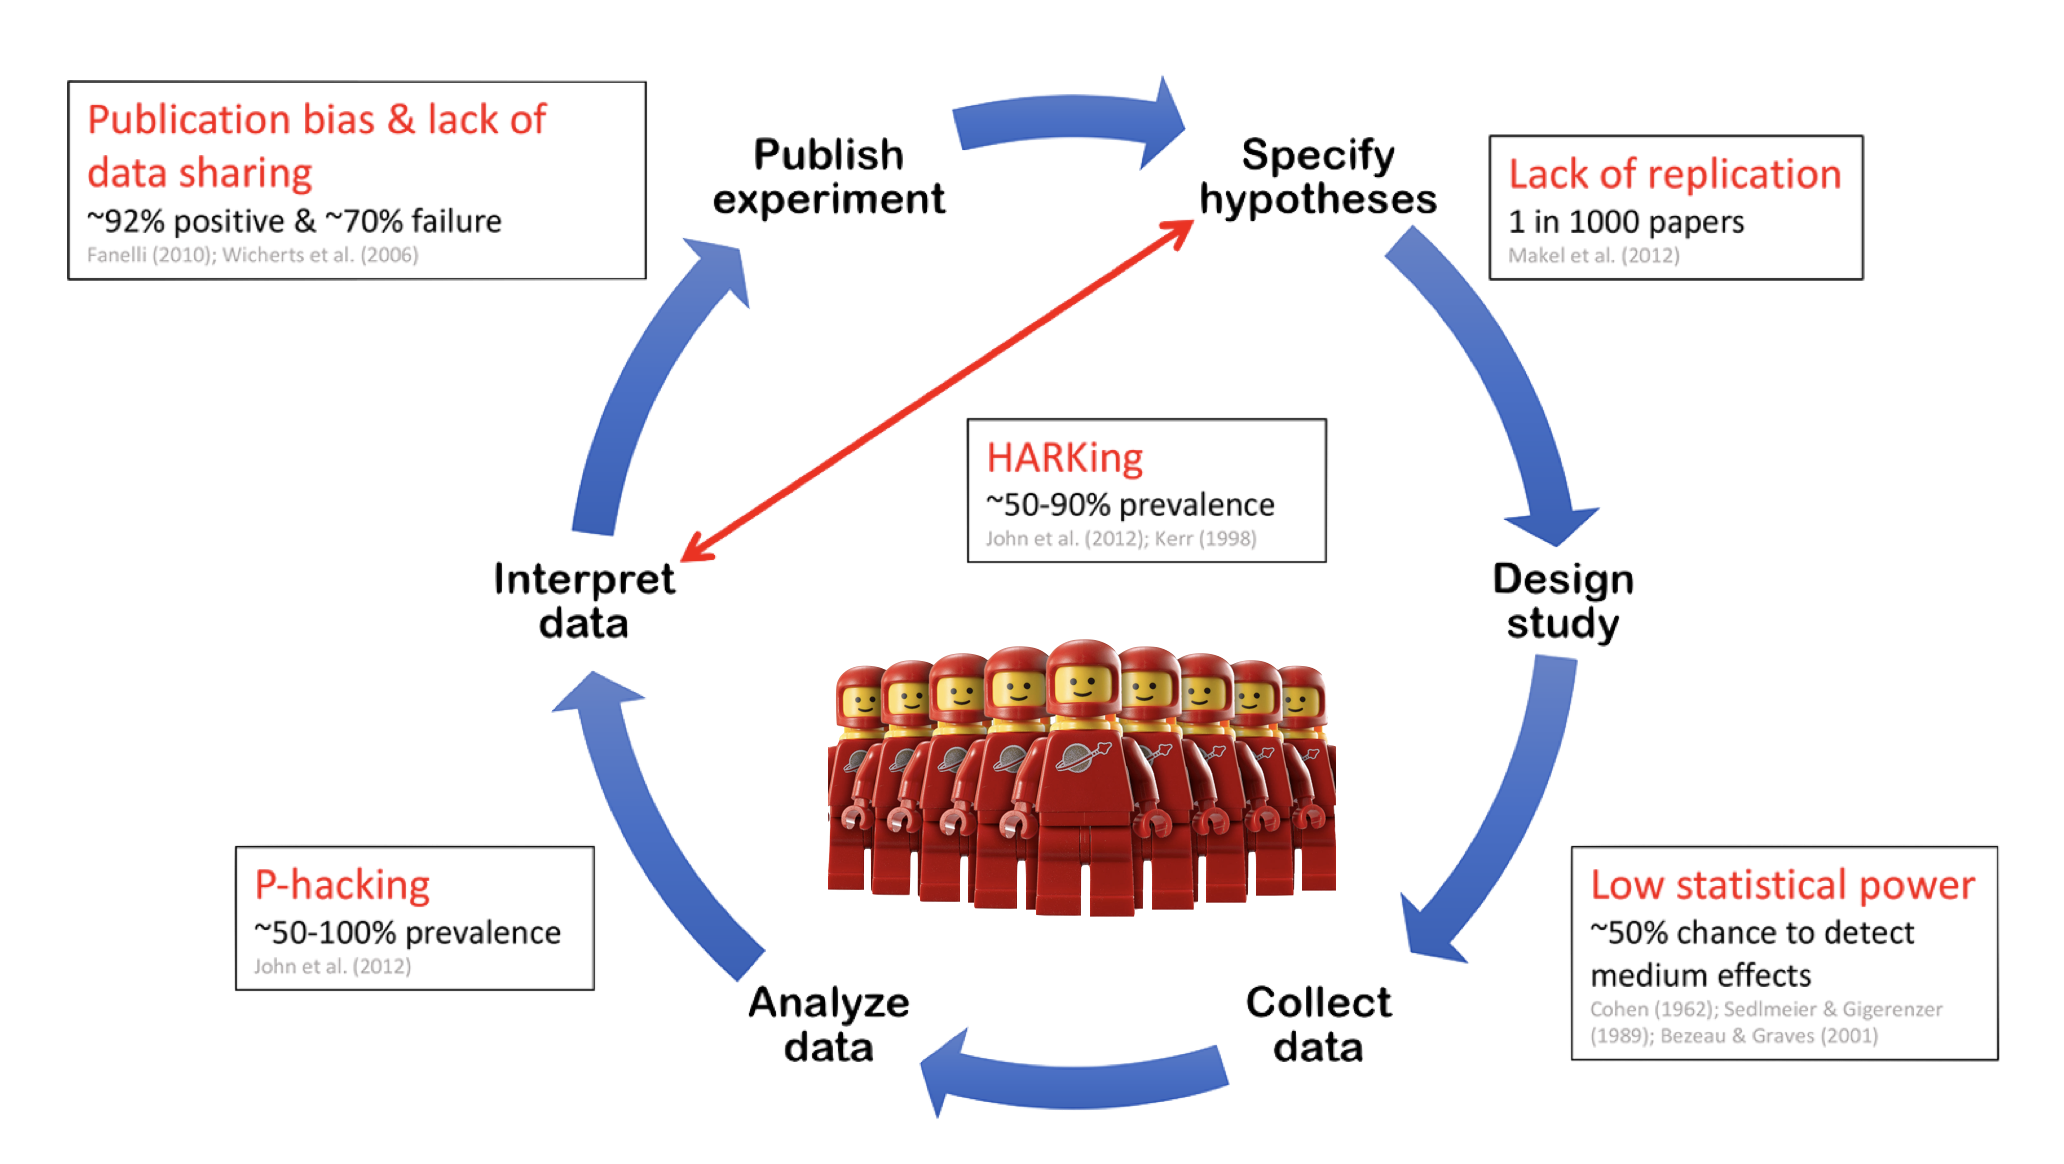 Publication bias & lack of
data sharing
~92% positive & ~70% failure
Fanelli (2010); Wicherts et al. (2006)
Publish
experiment
Specify
hypotheses
Lack of replication
1 in 1000 papers
Makel et al. (2012)
HARKing
~50-90% prevalence
John et al. (2012); Kerr (1998)
Interpret
data
Design
study
P-hacking
~50-100% prevalence
John et al. (2012)
Low statistical power
~50% chance to detect
medium effects
Cohen (1962); Sedlmeier & Gigerenzer
(1989); Bezeau & Graves (2001)
Analyze
data
Collect
data